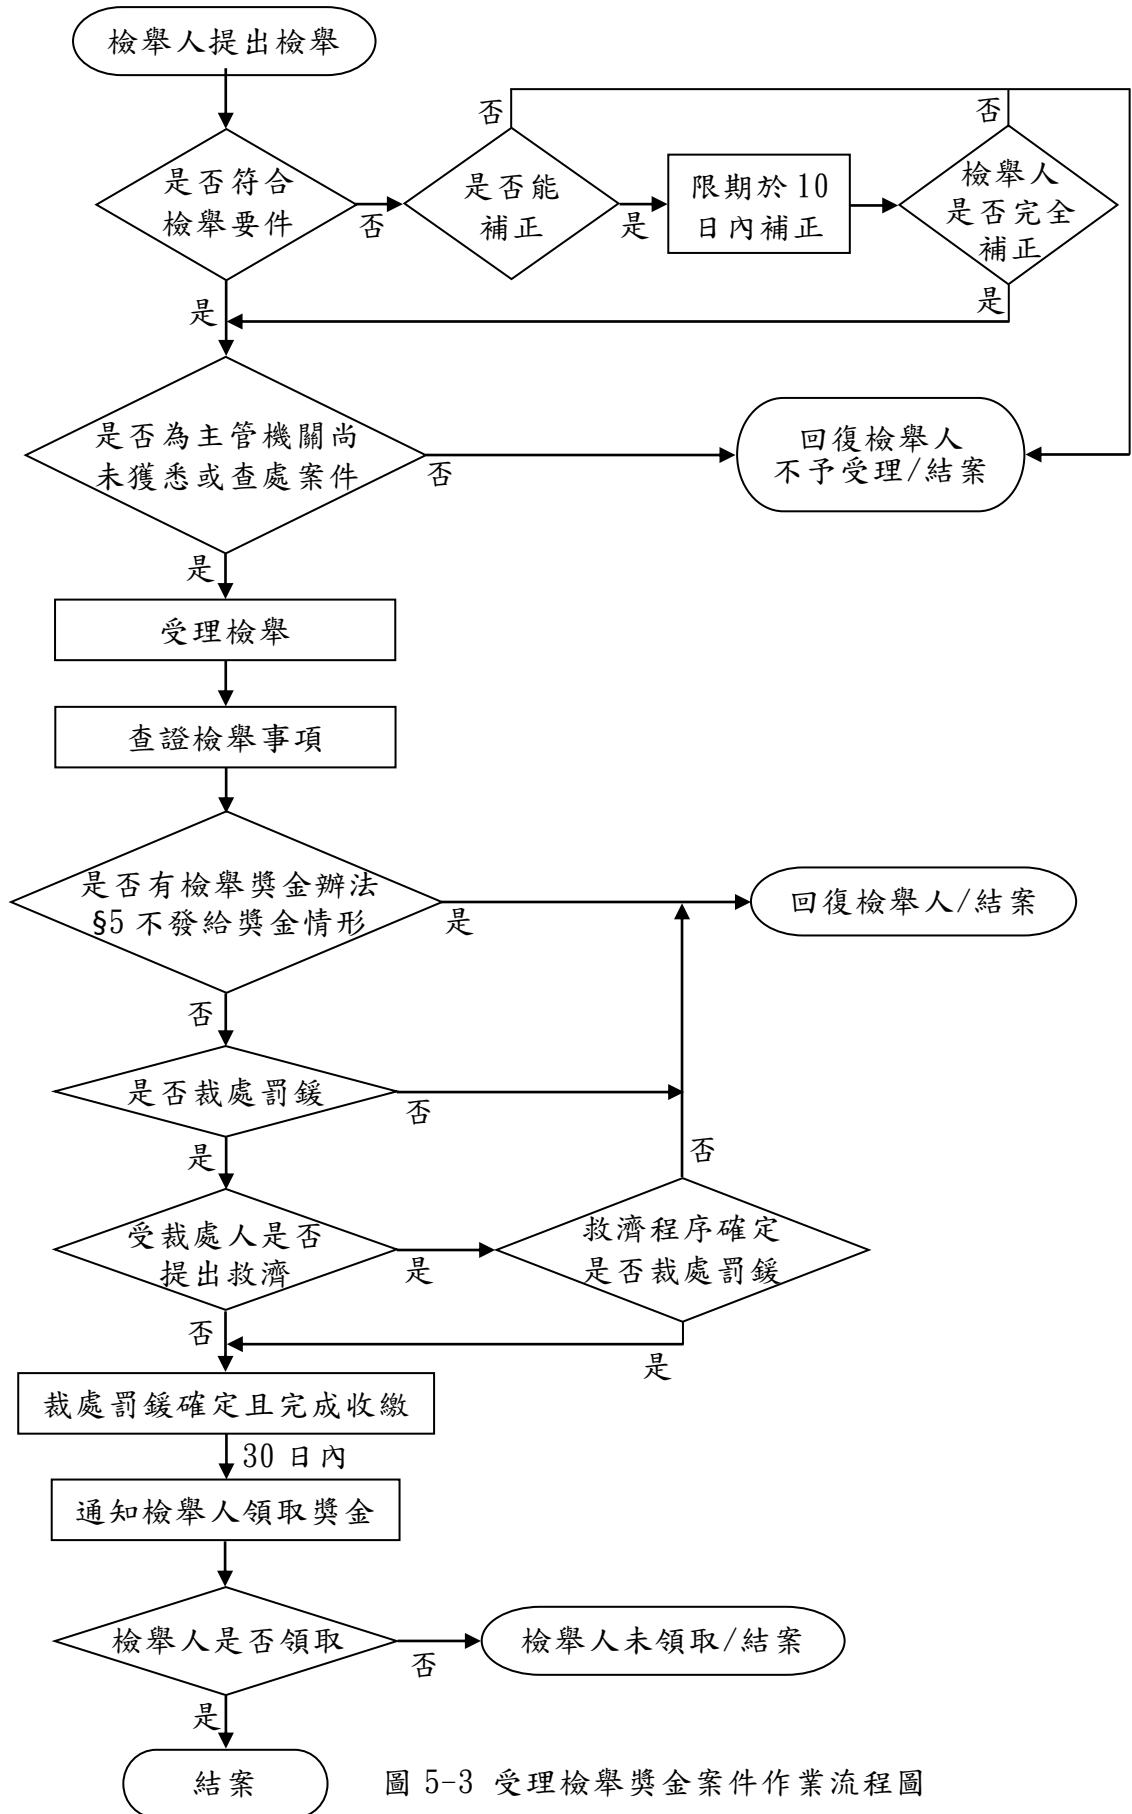 檢舉人提出檢舉
是否符合
檢舉要件
否
是否能
補正
否
是
限期於 10
日內補正
檢舉人
是否完全
補正
否
是
是
是否為主管機關尚
未獲悉或查處案件
否
回復檢舉人
不予受理/結案
是
受理檢舉
查證檢舉事項
是否有檢舉獎金辦法
§5 不發給獎金情形
是
回復檢舉人/結案
否
是否裁處罰鍰
否
是
否
受裁處人是否
提出救濟
是
救濟程序確定
是否裁處罰鍰
否
是
裁處罰鍰確定且完成收繳
30 日內
通知檢舉人領取獎金
檢舉人是否領取
否
檢舉人未領取/結案
是
結案
圖 5-3 受理檢舉獎金案件作業流程圖